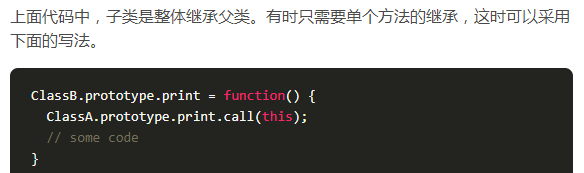 上面代码中，子类是整体继承父类。有时只需要单个方法的继承，这时可以采用
下面的写法。
ClassB.prototype.print = function() {
  ClassA.prototype.print.call(this);
  // some code
}